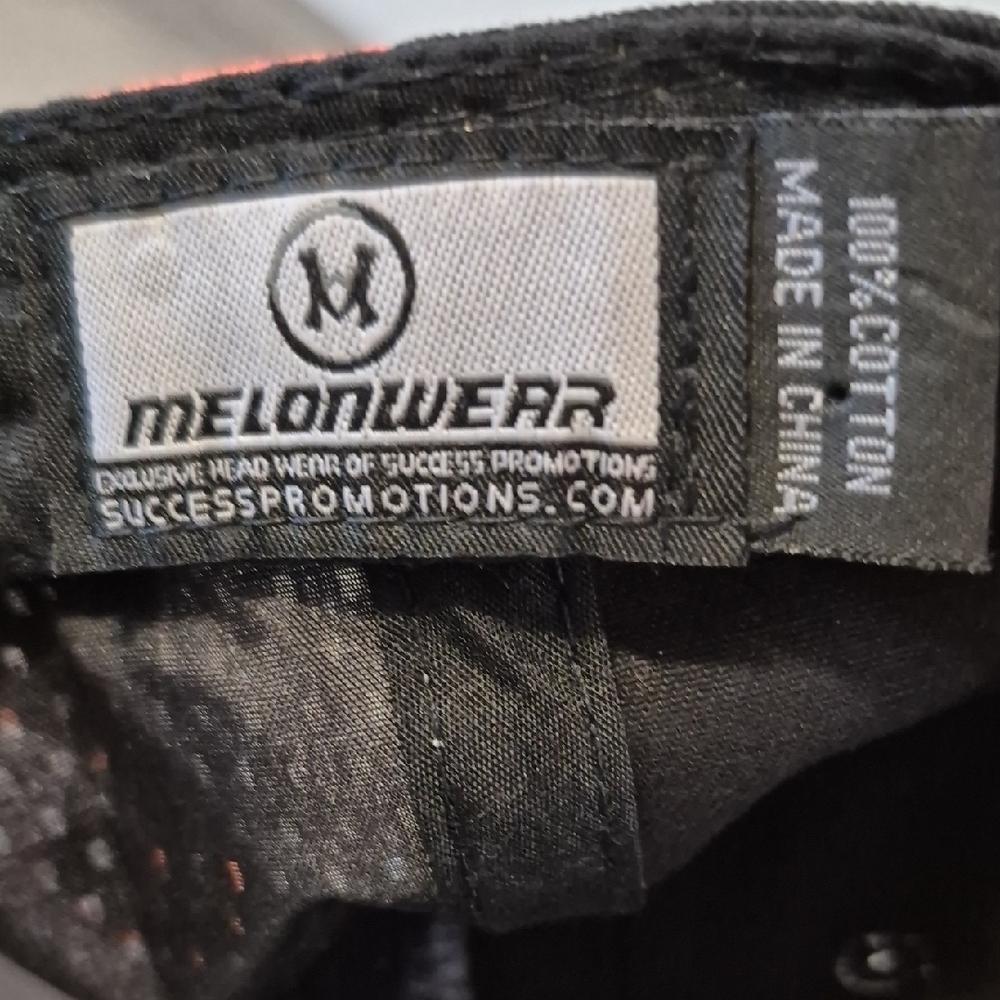 M
MELONWEAR
EXCLUSIVE HEAD WEAR OF SUCCESS PROMOTIONS
SUCCESSPROMOTIONS.COM
100% COTTON
MADE IN CHINA